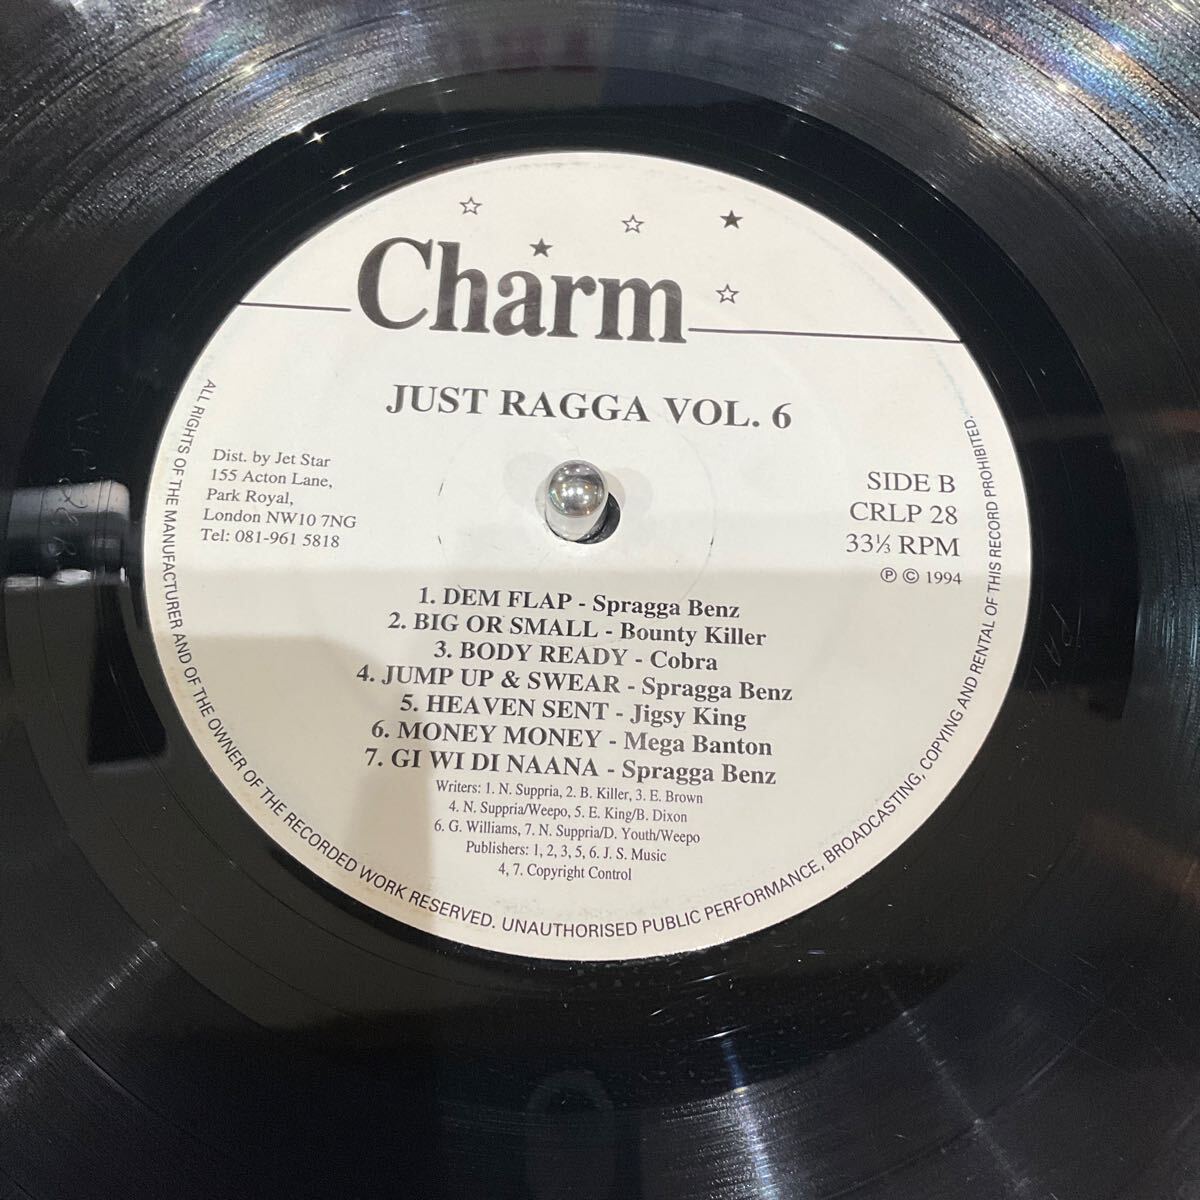 Charm
JUST RAGGA VOL. 6
Dist. by Jet Star
155 Acton Lane,
Park Royal,
London NW10 7NG
Tel: 081-961 5818
SIDE B
CRLP 28
33⅓ RPM
℗ © 1994
1. DEM FLAP - Spragga Benz
2. BIG OR SMALL - Bounty Killer
3. BODY READY - Cobra
4. JUMP UP & SWEAR - Spragga Benz
5. HEAVEN SENT - Jigsy King
6. MONEY MONEY - Mega Banton
7. GI WI DI NAANA - Spragga Benz
Writers: 1. N. Suppria, 2. B. Killer, 3. E. Brown
4. N. Suppria/Weepo, 5. E. King/B. Dixon
6. G. Williams, 7. N. Suppria/D. Youth/Weepo
Publishers: 1, 2, 3, 5, 6. J. S. Music
4, 7. Copyright Control
ALL RIGHTS OF THE MANUFACTURER AND OF THE OWNER OF THE RECORDED WORK RESERVED. UNAUTHORISED PUBLIC PERFORMANCE, BROADCASTING, COPYING AND RENTAL OF THIS RECORD PROHIBITED.